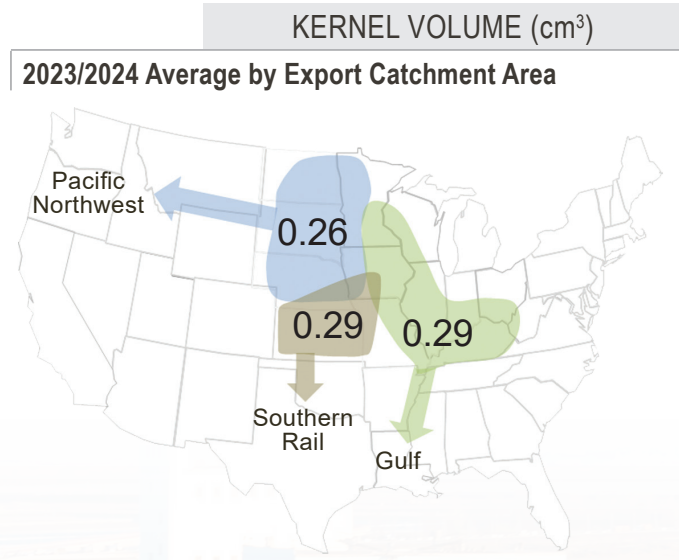 KERNEL VOLUME (cm³)
2023/2024 Average by Export Catchment Area
Pacific
Northwest
0.26
0.29
0.29
Southern
Rail
Gulf